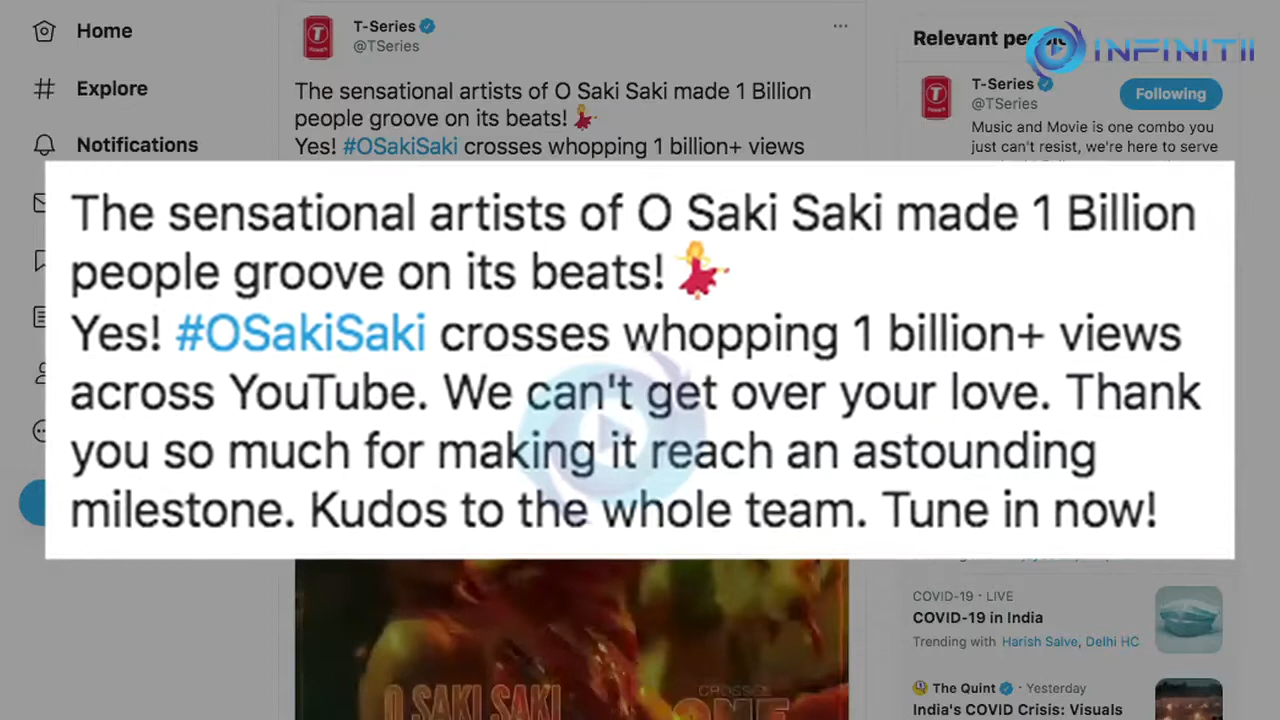 Home
Explore
Notifications
T-Series
@TSeries
The sensational artists of O Saki Saki made 1 Billion
people groove on its beats!💃
Yes! #OSakiSaki crosses whopping 1 billion+ views
The sensational artists of O Saki Saki made 1 Billion
people groove on its beats!💃
Yes! #OSakiSaki crosses whopping 1 billion+ views
across YouTube. We can't get over your love. Thank
you so much for making it reach an astounding
milestone. Kudos to the whole team. Tune in now!
O SAKI SAKI
CROSSES
ONE
Relevant people
INFINITII
T-Series
@TSeries
Following
Music and Movie is one combo you
just can't resist, we're here to serve
COVID-19 · LIVE
COVID-19 in India
Trending with Harish Salve, Delhi HC
The Quint · Yesterday
India's COVID Crisis: Visuals